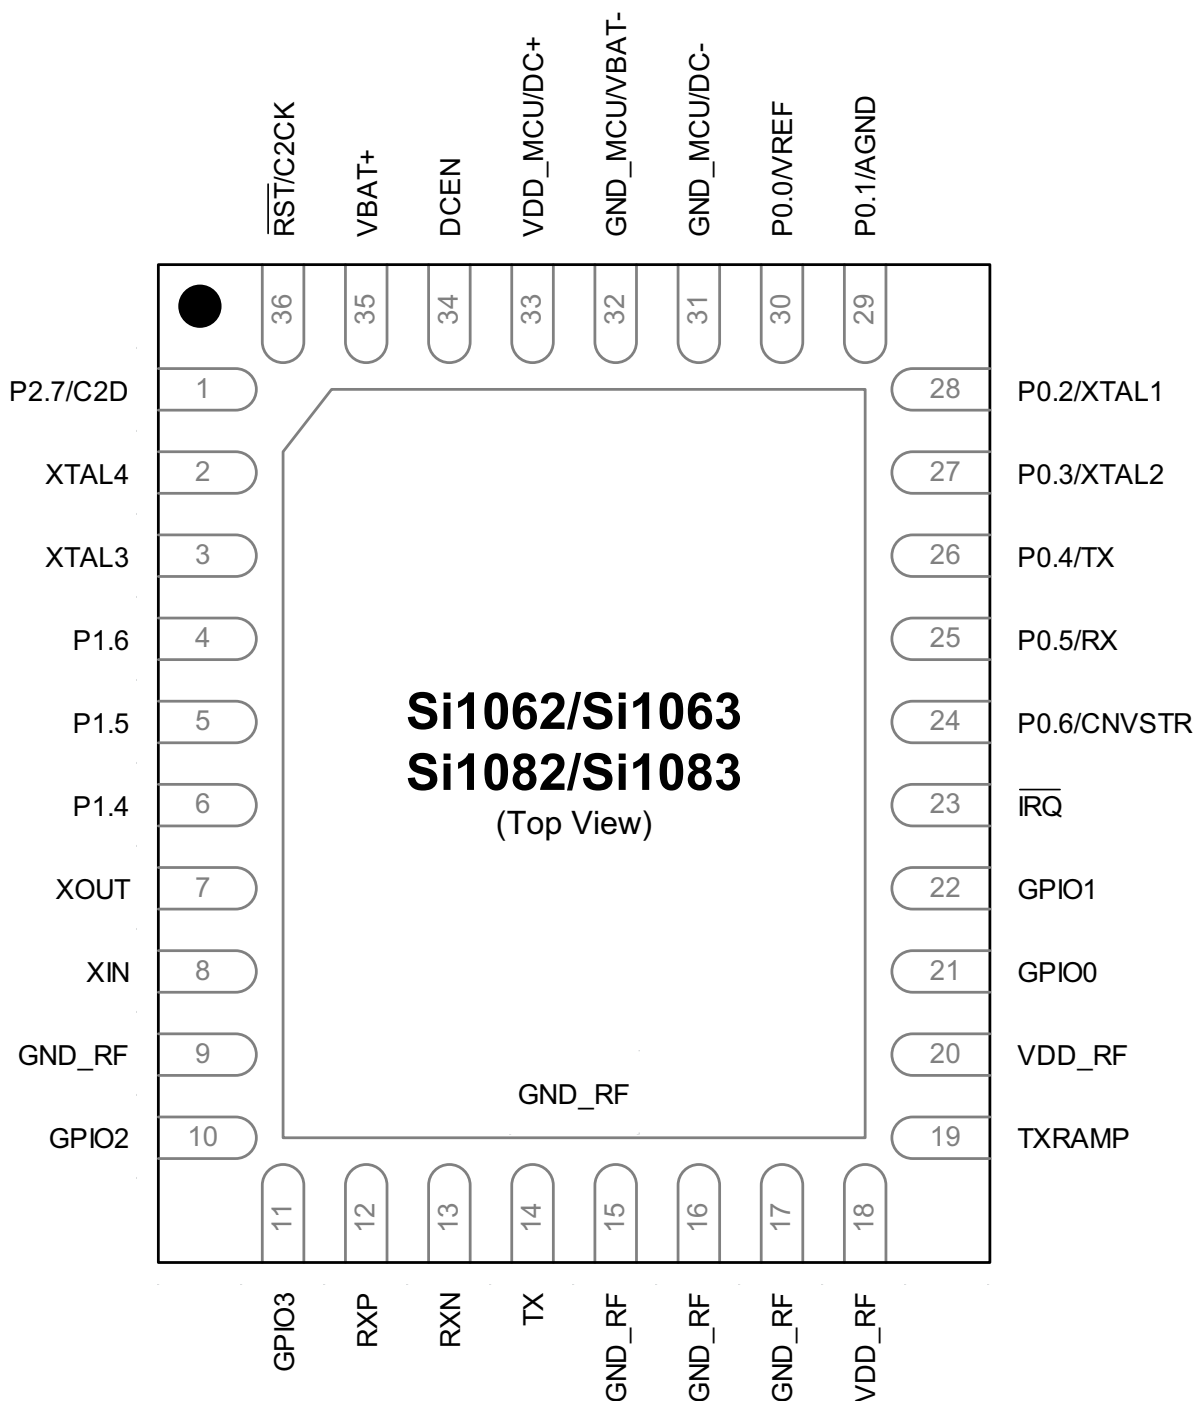 RST/C2CK
VBAT+
DCEN
VDD_MCU/DC+
GND_MCU/VBAT-
GND_MCU/DC-
P0.0/VREF
P0.1/AGND
36
35
34
33
32
31
30
29
P2.7/C2D
1
28
P0.2/XTAL1
XTAL4
2
27
P0.3/XTAL2
XTAL3
3
26
P0.4/TX
P1.6
4
25
P0.5/RX
P1.5
5
24
P0.6/CNVSTR
P1.4
6
23
IRQ
XOUT
7
22
GPIO1
XIN
8
21
GPIO0
GND_RF
9
20
VDD_RF
GPIO2
10
19
TXRAMP
Si1062/Si1063
Si1082/Si1083
(Top View)
GND_RF
11
12
13
14
15
16
17
18
GPIO3
RXP
RXN
TX
GND_RF
GND_RF
GND_RF
VDD_RF